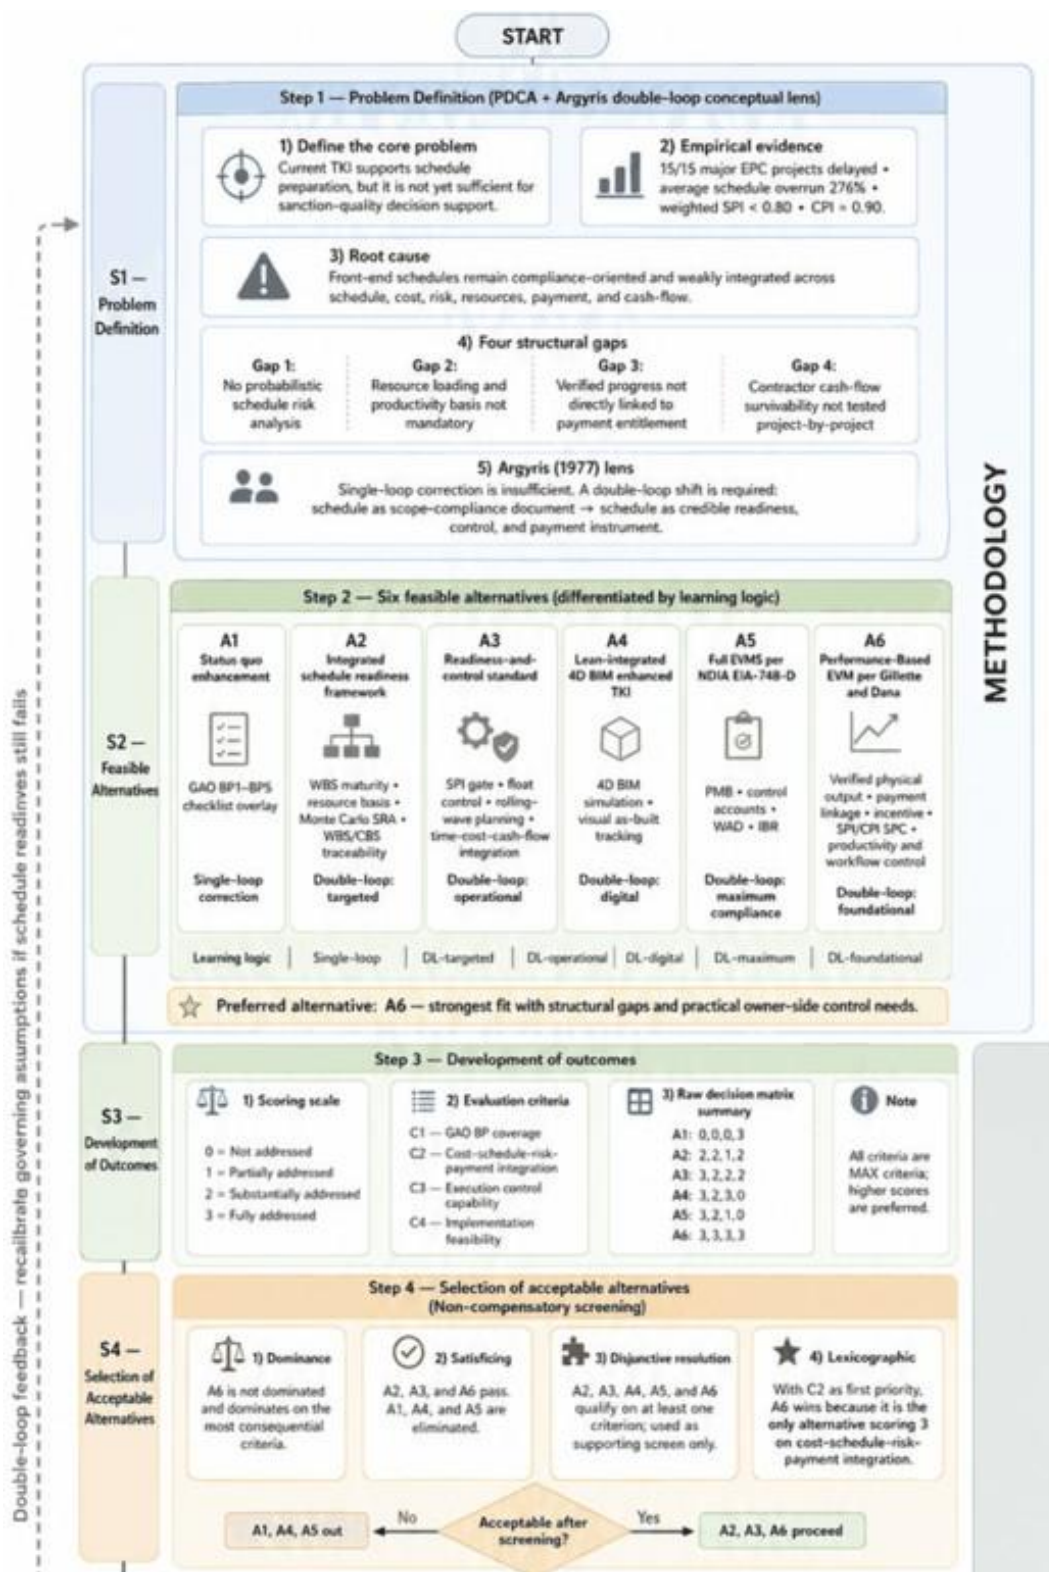 START
Step 1 — Problem Definition (PDCA + Argyris double-loop conceptual lens)
S1 —
Problem
Definition
1) Define the core problem
Current TKI supports schedule
preparation, but it is not yet sufficient for
sanction-quality decision support.
2) Empirical evidence
15/15 major EPC projects delayed •
average schedule overrun 276% •
weighted SPI < 0.80 • CPI = 0.90.
3) Root cause
Front-end schedules remain compliance-oriented and weakly integrated across
schedule, cost, risk, resources, payment, and cash-flow.
4) Four structural gaps
Gap 1:
No probabilistic
schedule risk
analysis
Gap 2:
Resource loading and
productivity basis not
mandatory
Gap 3:
Verified progress not
directly linked to
payment entitlement
Gap 4:
Contractor cash-flow
survivability not tested
project-by-project
5) Argyris (1977) lens
Single-loop correction is insufficient. A double-loop shift is required:
schedule as scope-compliance document → schedule as credible readiness,
control, and payment instrument.
METHODOLOGY
Step 2 — Six feasible alternatives (differentiated by learning logic)
S2 —
Feasible
Alternatives
A1
Status quo
enhancement
GAO BP1–BP5
checklist overlay
Single-loop
correction
A2
Integrated
schedule readiness
framework
WBS maturity •
resource basis •
Monte Carlo SRA •
WBS/CBS
traceability
Double-loop:
targeted
A3
Readiness-and-
control standard
SPI gate • float
control • rolling-
wave planning •
time-cost-cash-flow
integration
Double-loop:
operational
A4
Lean-integrated
4D BIM enhanced
TKI
4D BIM
simulation •
visual as-built
tracking
Double-loop:
digital
A5
Full EVMS per
NDIA EIA-748-D
PMB • control
accounts •
WAD • IBR
Double-loop:
maximum
compliance
A6
Performance-Based
EVM per Gillette
and Dana
Verified physical
output • payment
linkage • incentive •
SPI/CPI SPC •
productivity and
workflow control
Double-loop:
foundational
Learning logic | Single-loop | DL-targeted | DL-operational | DL-digital | DL-maximum | DL-foundational
Preferred alternative: A6 — strongest fit with structural gaps and practical owner-side control needs.
Step 3 — Development of outcomes
S3 —
Development
of Outcomes
1) Scoring scale
0 = Not addressed
1 = Partially addressed
2 = Substantially addressed
3 = Fully addressed
2) Evaluation criteria
C1 — GAO BP coverage
C2 — Cost-schedule-risk-
payment integration
C3 — Execution control
capability
C4 — Implementation
feasibility
3) Raw decision matrix
summary
A1: 0,0,0,3
A2: 2,2,1,2
A3: 3,2,2,2
A4: 3,2,3,0
A5: 3,2,1,0
A6: 3,3,3,3
Note
All criteria are
MAX criteria;
higher scores
are preferred.
Step 4 — Selection of acceptable alternatives
(Non-compensatory screening)
S4 —
Selection of
Acceptable
Alternatives
1) Dominance
A6 is not dominated
and dominates on the
most consequential
criteria.
2) Satisficing
A2, A3, and A6 pass.
A1, A4, and A5 are
eliminated.
3) Disjunctive resolution
A2, A3, A4, A5, and A6
qualify on at least one
criterion; used as
supporting screen only.
4) Lexicographic
With C2 as first priority,
A6 wins because it is the
only alternative scoring 3
on cost-schedule-risk-
payment integration.
A1, A4, A5 out
No
Acceptable after
screening?
Yes
A2, A3, A6 proceed
Double-loop feedback — recailbrate governing assumptions if schedule readinves still fails